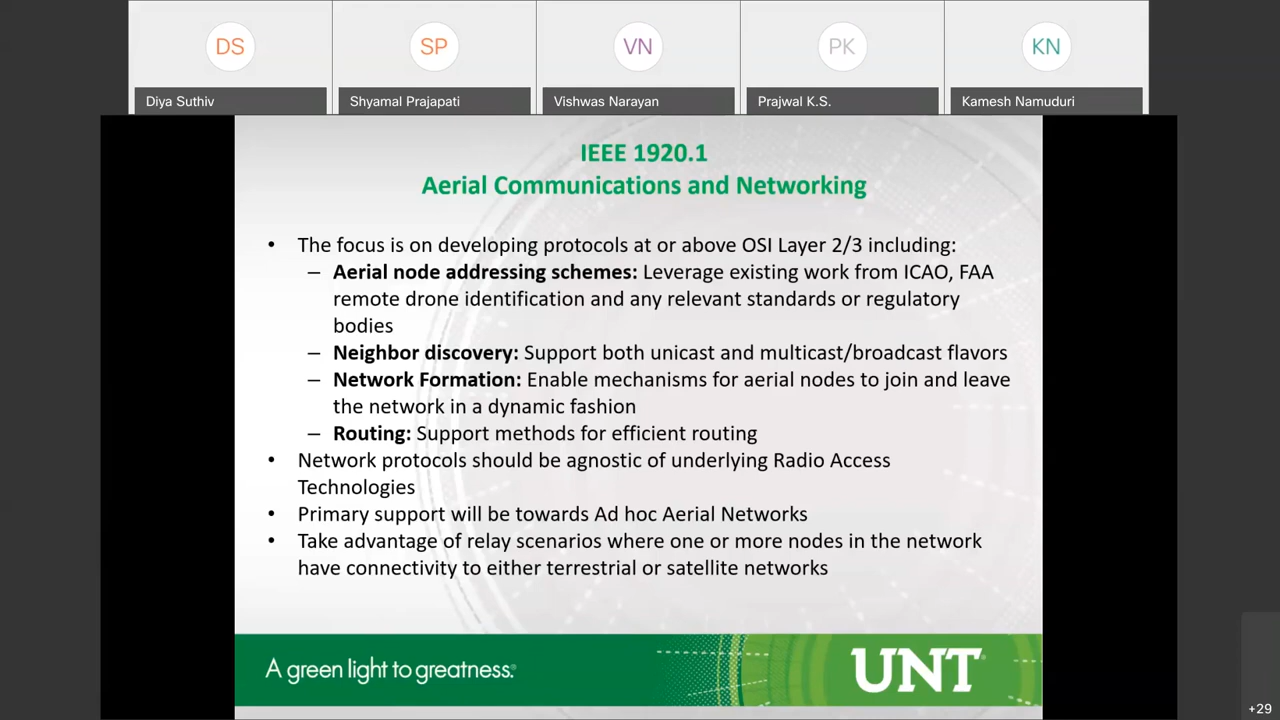 DS
SP
VN
PK
KN
Diya Suthiv
Shyamal Prajapati
Vishwas Narayan
Prajwal K.S.
Kamesh Namuduri
IEEE 1920.1
Aerial Communications and Networking
• The focus is on developing protocols at or above OSI Layer 2/3 including:
– Aerial node addressing schemes: Leverage existing work from ICAO, FAA
remote drone identification and any relevant standards or regulatory
bodies
– Neighbor discovery: Support both unicast and multicast/broadcast flavors
– Network Formation: Enable mechanisms for aerial nodes to join and leave
the network in a dynamic fashion
– Routing: Support methods for efficient routing
• Network protocols should be agnostic of underlying Radio Access
Technologies
• Primary support will be towards Ad hoc Aerial Networks
• Take advantage of relay scenarios where one or more nodes in the network
have connectivity to either terrestrial or satellite networks
A green light to greatness.®
UNT®
+29